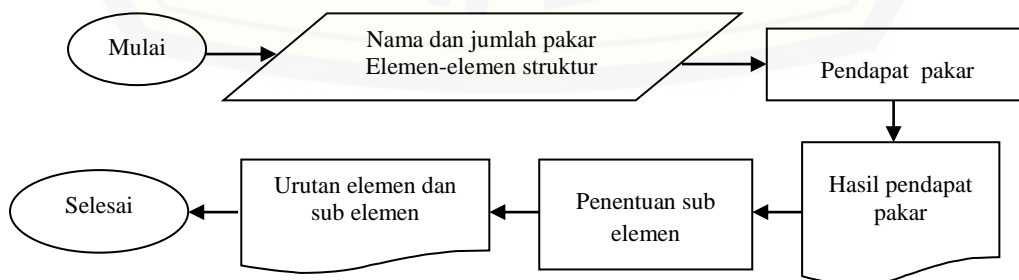 Mulai
Nama dan jumlah pakar
Elemen-elemen struktur
Pendapat pakar
Hasil pendapat
pakar
Penentuan sub
elemen
Urutan elemen dan
sub elemen
Selesai